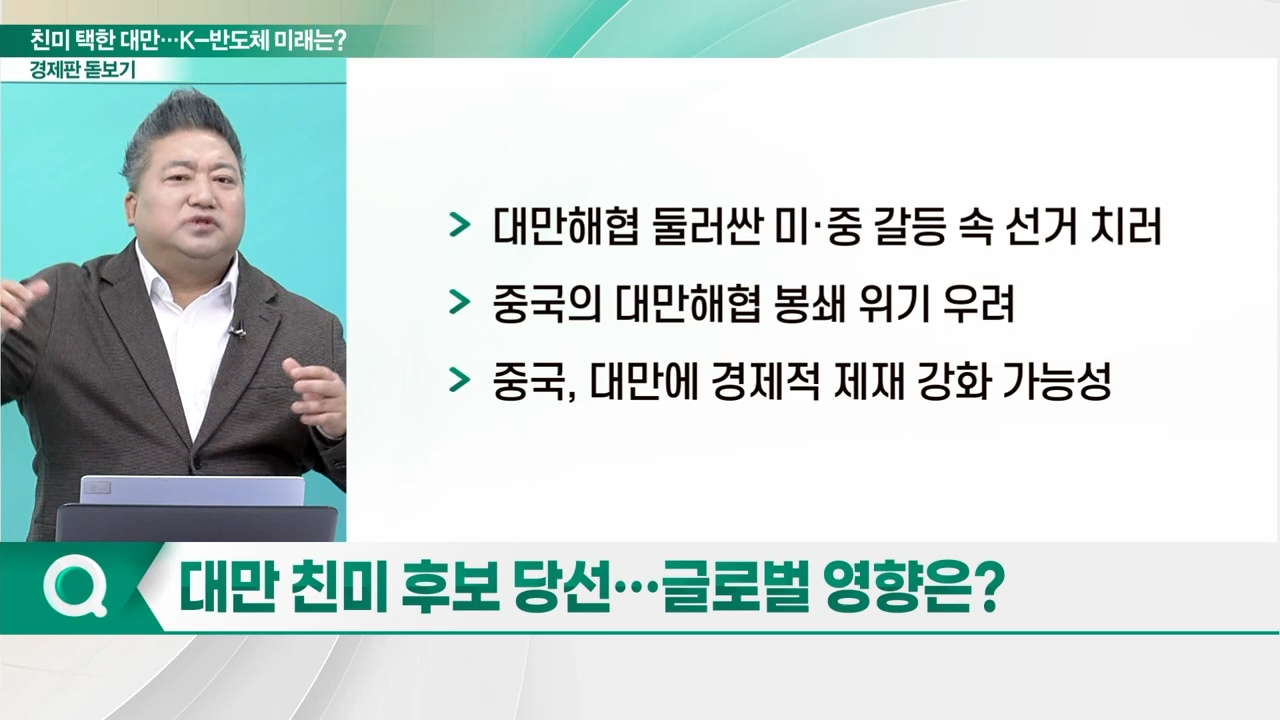 친미 택한 대만…K-반도체 미래는?
경제판 돋보기
> 대만해협 둘러싼 미·중 갈등 속 선거 치러
> 중국의 대만해협 봉쇄 위기 우려
> 중국, 대만에 경제적 제재 강화 가능성
대만 친미 후보 당선…글로벌 영향은?